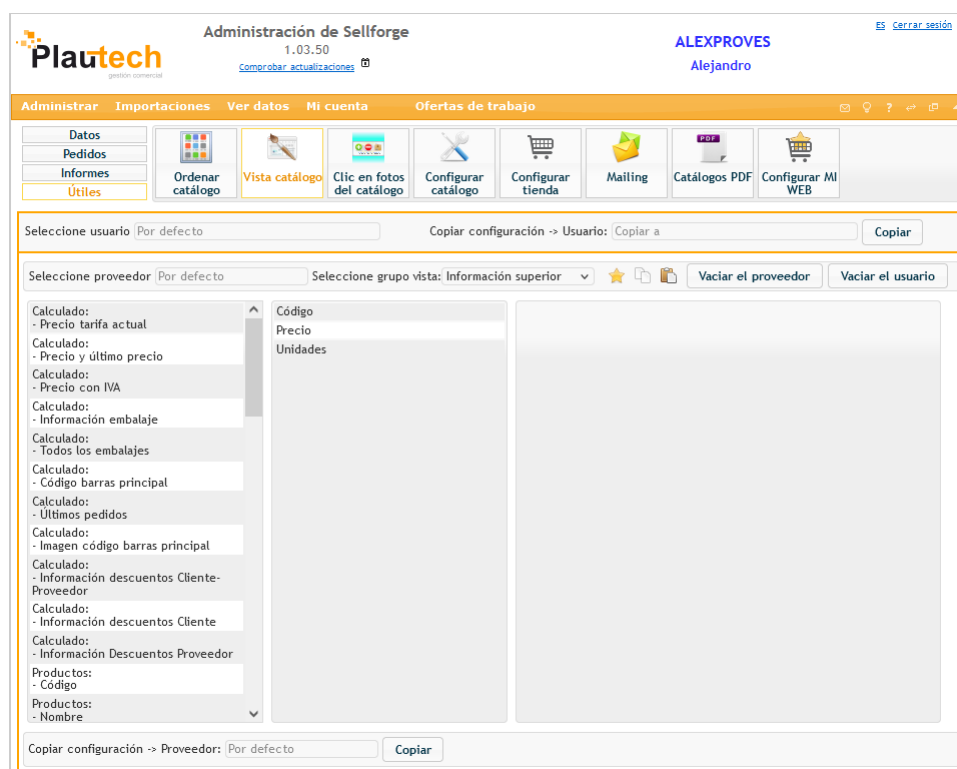 Plautech
gestión comercial
Administración de Sellforge
1.03.50
Comprobar actualizaciones
ALEXPROVES
Alejandro
ES Cerrar sesión
Administrar Importaciones Ver datos Mi cuenta Ofertas de trabajo
Datos
Pedidos
Informes
Útiles
Ordenar catálogo
Vista catálogo
Clic en fotos del catálogo
Configurar catálogo
Configurar tienda
Mailing
PDF
Catálogos PDF
Configurar MI WEB
Seleccione usuario Por defecto
Copiar configuración -> Usuario: Copiar a
Copiar
Seleccione proveedor Por defecto
Seleccione grupo vista: Información superior
Vaciar el proveedor
Vaciar el usuario
Calculado:
- Precio tarifa actual
Calculado:
- Precio y último precio
Calculado:
- Precio con IVA
Calculado:
- Información embalaje
Calculado:
- Todos los embalajes
Calculado:
- Código barras principal
Calculado:
- Últimos pedidos
Calculado:
- Imagen código barras principal
Calculado:
- Información descuentos Cliente-
Proveedor
Calculado:
- Información descuentos Cliente
Calculado:
- Información Descuentos Proveedor
Productos:
- Código
Productos:
- Nombre
Código
Precio
Unidades
Copiar configuración -> Proveedor: Por defecto
Copiar